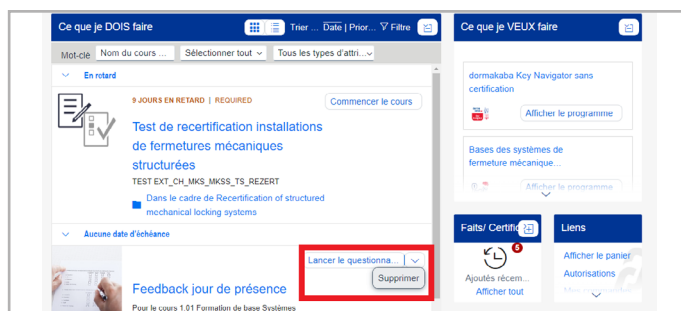 Ce que je DOIS faire
Trier ... Date | Prior... Filtre
Mot-clé Nom du cours ... Sélectionner tout Tous les types d'attri...
En retard
9 JOURS EN RETARD | REQUIRED
Commencer le cours
Test de recertification installations
de fermetures mécaniques
structurées
TEST EXT_CH_MKS_MKSS_TS_REZERT
Dans le cadre de Recertification of structured
mechanical locking systems
Aucune date d'échéance
Lancer le questionna...
Supprimer
Feedback jour de présence
Pour le cours 1.01 Formation de base Systèmes
Ce que je VEUX faire
dormakaba Key Navigator sans
certification
Afficher le programme
Bases des systèmes de
fermeture mécanique...
Afficher le programme
Faits/ Certific
5
Ajoutés récem...
Afficher tout
Liens
Afficher le panier
Autorisations
Mes commandes